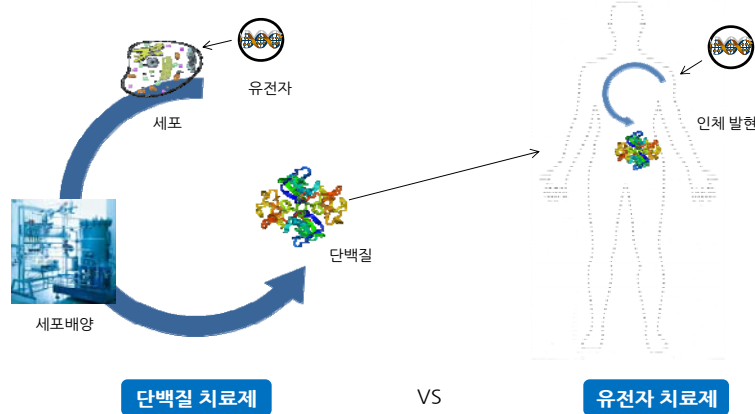 유전자
세포
인체 발현
단백질
세포배양
단백질 치료제
VS
유전자 치료제